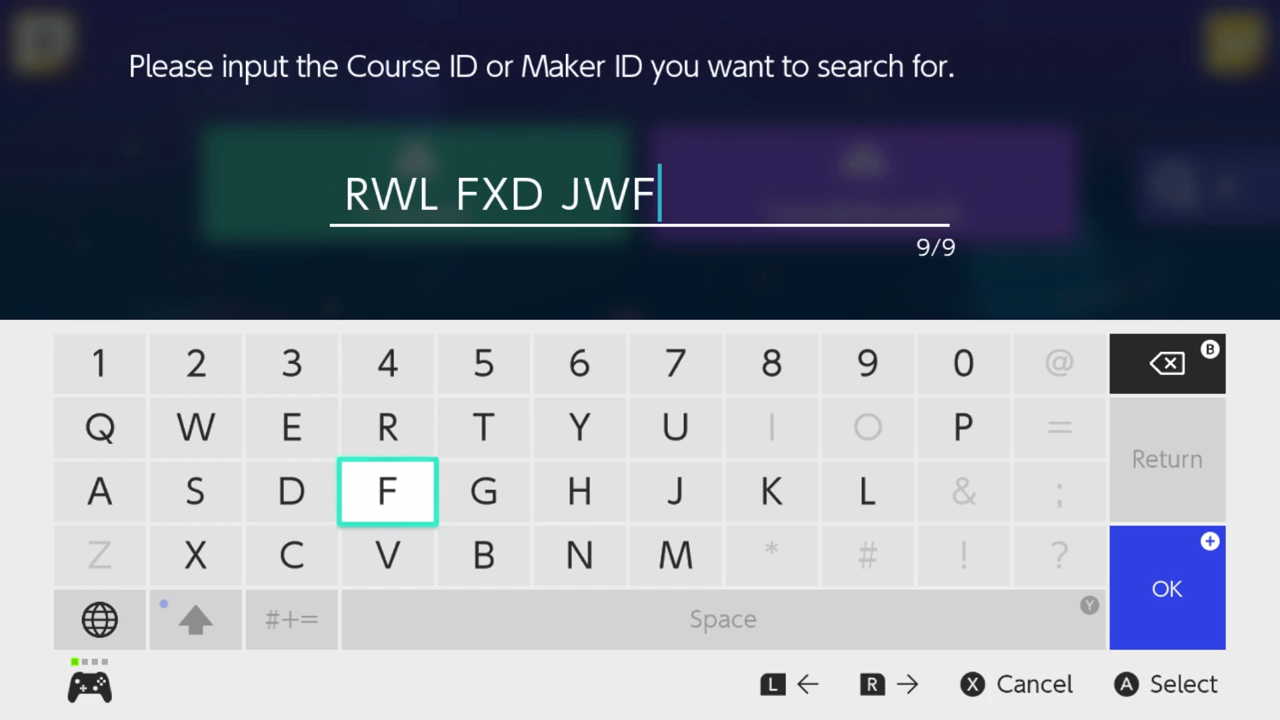 Please input the Course ID or Maker ID you want to search for.
RWL FXD JWF
9/9
1 2 3 4 5 6 7 8 9 0 @ B
Q W E R T Y U I O P =
Return
A S D F G H J K L & ;
Z X C V B N M * # ! ?
+
OK
#+= Space Y
L ← R → X Cancel A Select